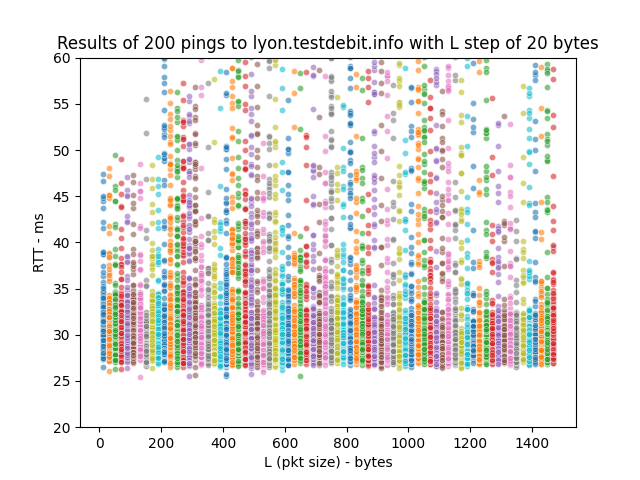 Results of 200 pings to lyon.testdebit.info with L step of 20 bytes
60
55
50
45
40
35
30
25
20
RTT - ms
0 200 400 600 800 1000 1200 1400
L (pkt size) - bytes